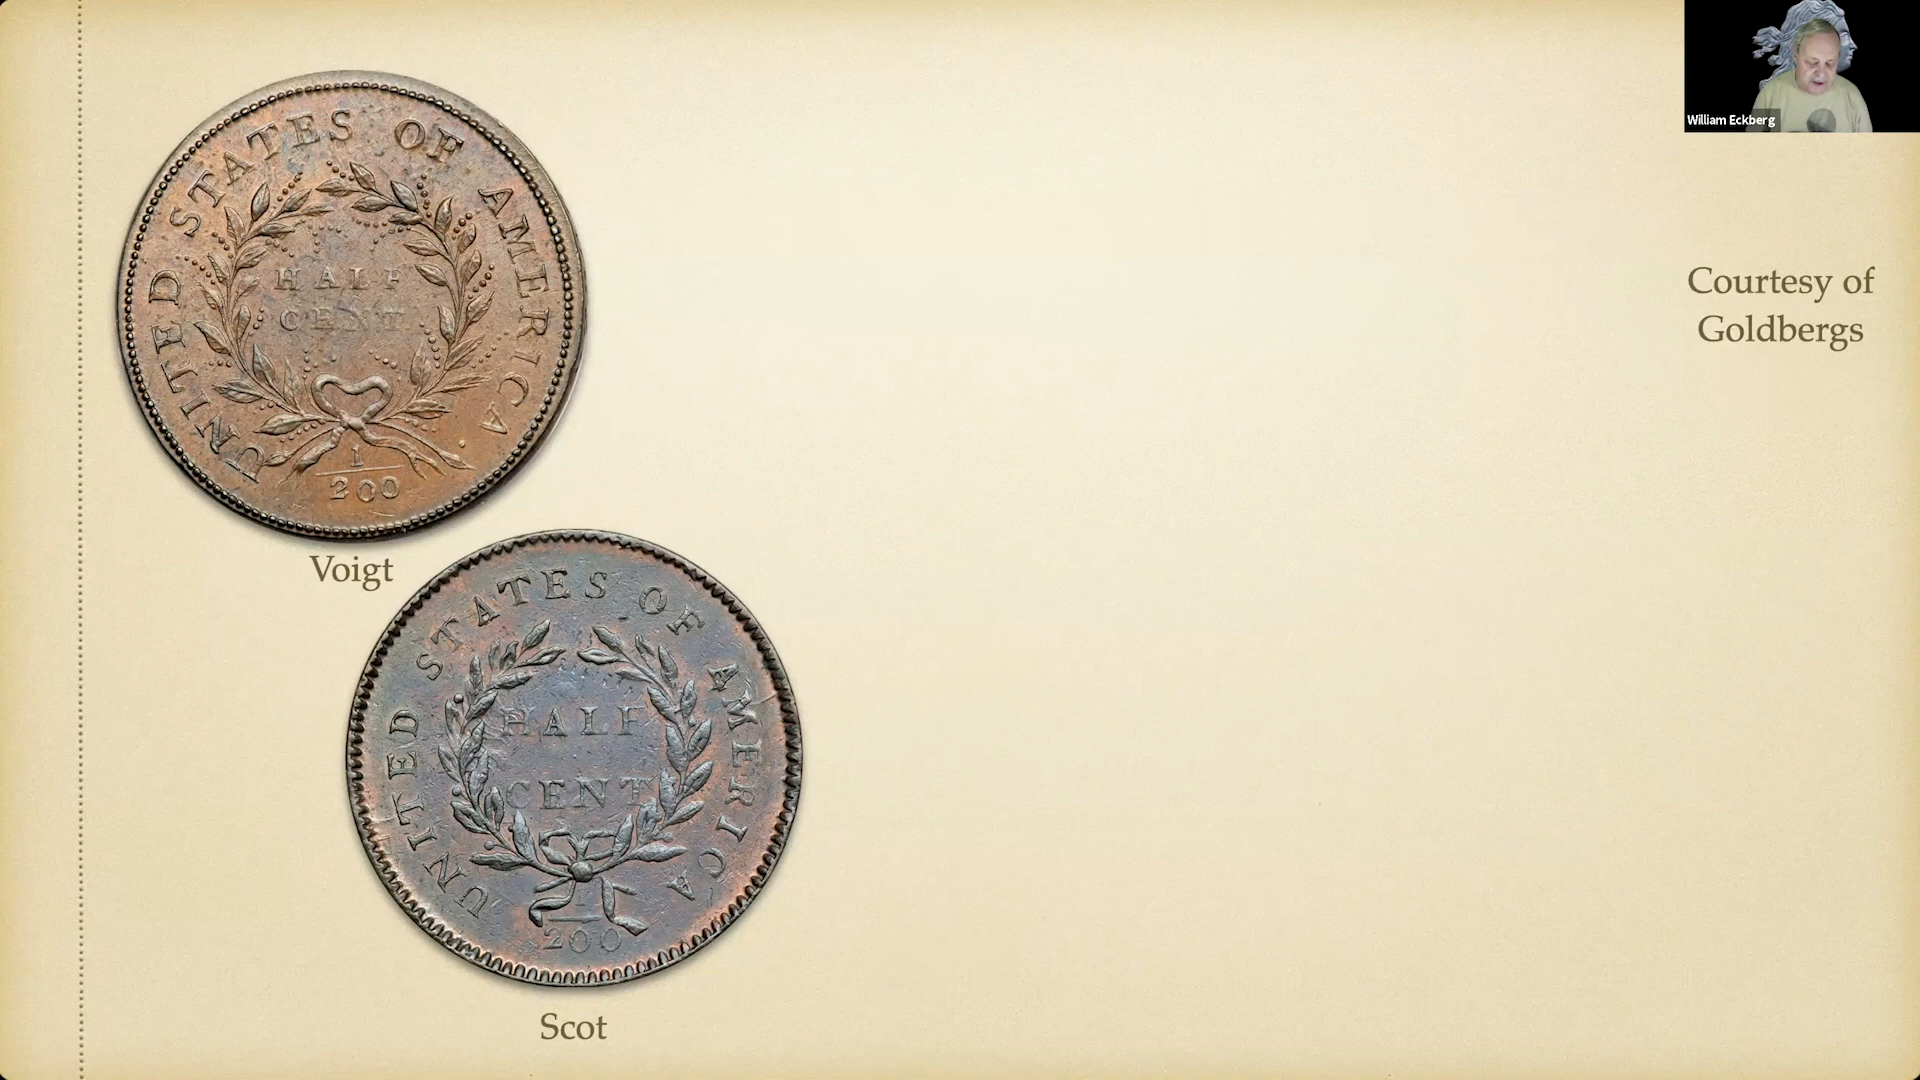 UNITED STATES OF AMERICA
HALF
CENT
1
200
Voigt
UNITED STATES OF AMERICA
HALF
CENT
1
200
Scot
William Eckberg
Courtesy of
Goldbergs